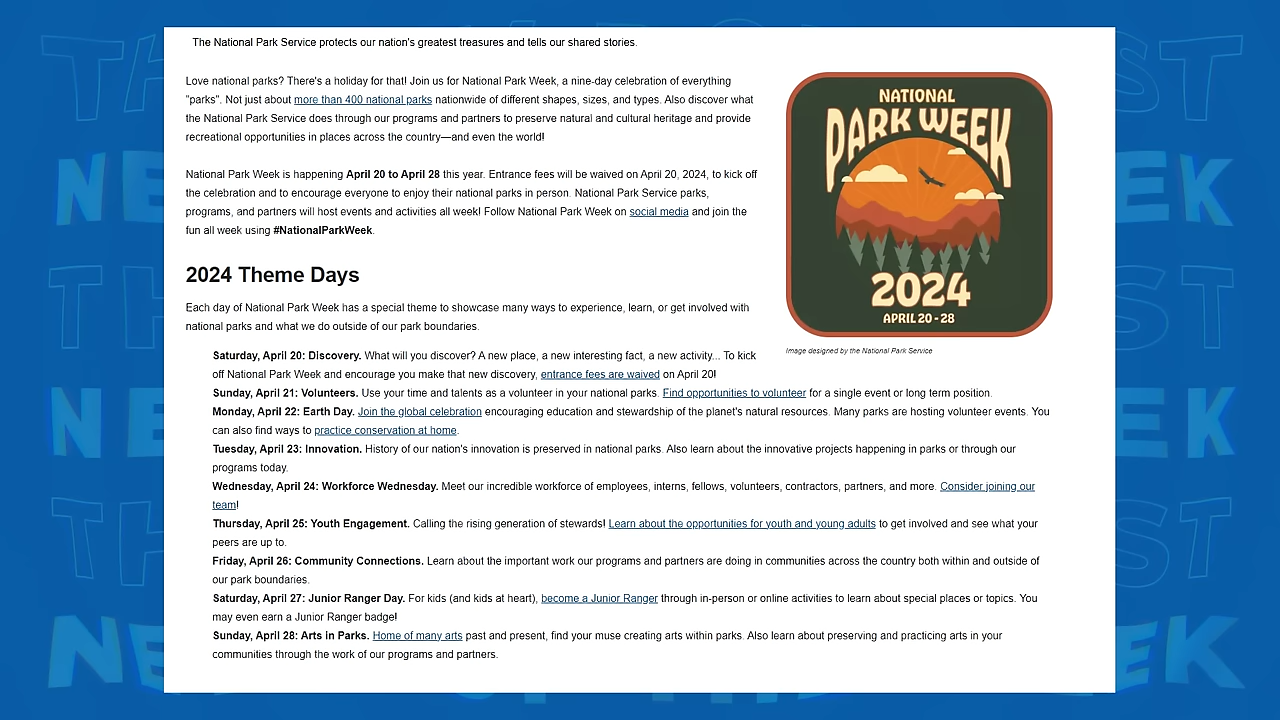 The National Park Service protects our nation's greatest treasures and tells our shared stories.
Love national parks? There's a holiday for that! Join us for National Park Week, a nine-day celebration of everything
"parks". Not just about more than 400 national parks nationwide of different shapes, sizes, and types. Also discover what
the National Park Service does through our programs and partners to preserve natural and cultural heritage and provide
recreational opportunities in places across the country—and even the world!
National Park Week is happening April 20 to April 28 this year. Entrance fees will be waived on April 20, 2024, to kick off
the celebration and to encourage everyone to enjoy their national parks in person. National Park Service parks,
programs, and partners will host events and activities all week! Follow National Park Week on social media and join the
fun all week using #NationalParkWeek.
NATIONAL
PARK WEEK
2024
APRIL 20 - 28
Image designed by the National Park Service
2024 Theme Days
Each day of National Park Week has a special theme to showcase many ways to experience, learn, or get involved with
national parks and what we do outside of our park boundaries.
Saturday, April 20: Discovery. What will you discover? A new place, a new interesting fact, a new activity... To kick
off National Park Week and encourage you make that new discovery, entrance fees are waived on April 20!
Sunday, April 21: Volunteers. Use your time and talents as a volunteer in your national parks. Find opportunities to volunteer for a single event or long term position.
Monday, April 22: Earth Day. Join the global celebration encouraging education and stewardship of the planet's natural resources. Many parks are hosting volunteer events. You
can also find ways to practice conservation at home.
Tuesday, April 23: Innovation. History of our nation's innovation is preserved in national parks. Also learn about the innovative projects happening in parks or through our
programs today.
Wednesday, April 24: Workforce Wednesday. Meet our incredible workforce of employees, interns, fellows, volunteers, contractors, partners, and more. Consider joining our
team!
Thursday, April 25: Youth Engagement. Calling the rising generation of stewards! Learn about the opportunities for youth and young adults to get involved and see what your
peers are up to.
Friday, April 26: Community Connections. Learn about the important work our programs and partners are doing in communities across the country both within and outside of
our park boundaries.
Saturday, April 27: Junior Ranger Day. For kids (and kids at heart), become a Junior Ranger through in-person or online activities to learn about special places or topics. You
may even earn a Junior Ranger badge!
Sunday, April 28: Arts in Parks. Home of many arts past and present, find your muse creating arts within parks. Also learn about preserving and practicing arts in your
communities through the work of our programs and partners.